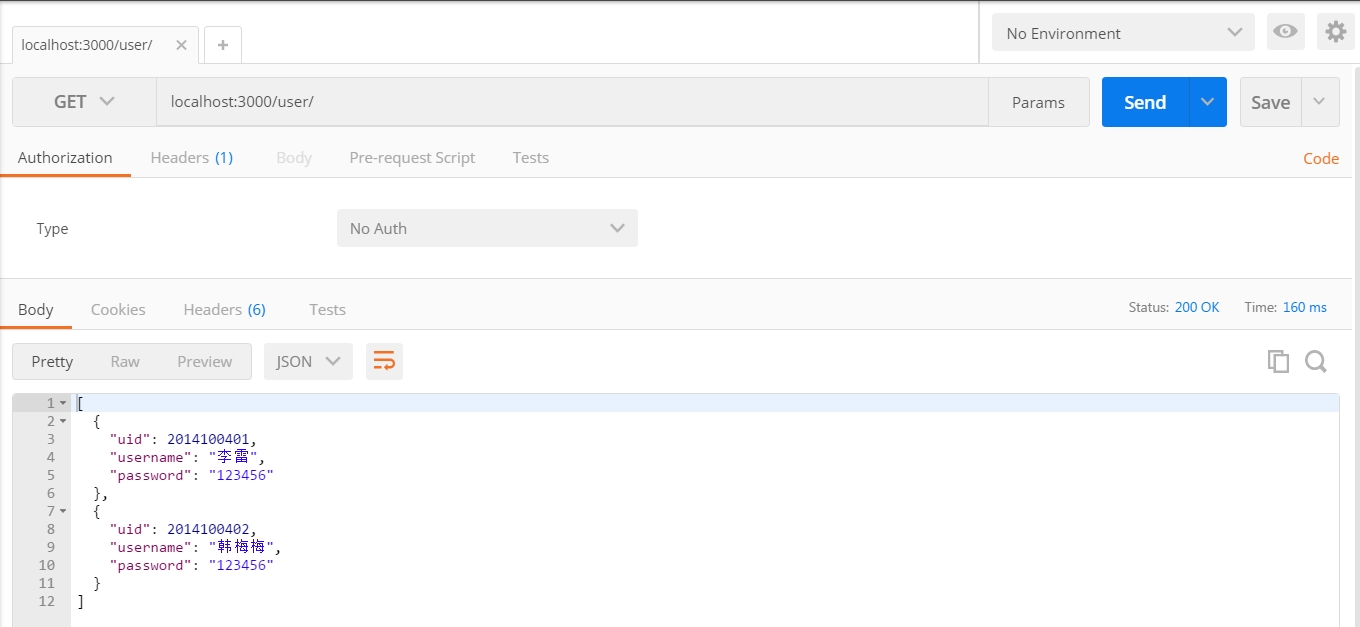 localhost:3000/user/
No Environment
GET localhost:3000/user/ Params Send Save
Authorization Headers (1) Body Pre-request Script Tests Code
Type No Auth
Body Cookies Headers (6) Tests Status: 200 OK Time: 160 ms
Pretty Raw Preview JSON
1 [
2 {
3 "uid": 2014100401,
4 "username": "李雷",
5 "password": "123456"
6 },
7 {
8 "uid": 2014100402,
9 "username": "韩梅梅",
10 "password": "123456"
11 }
12 ]